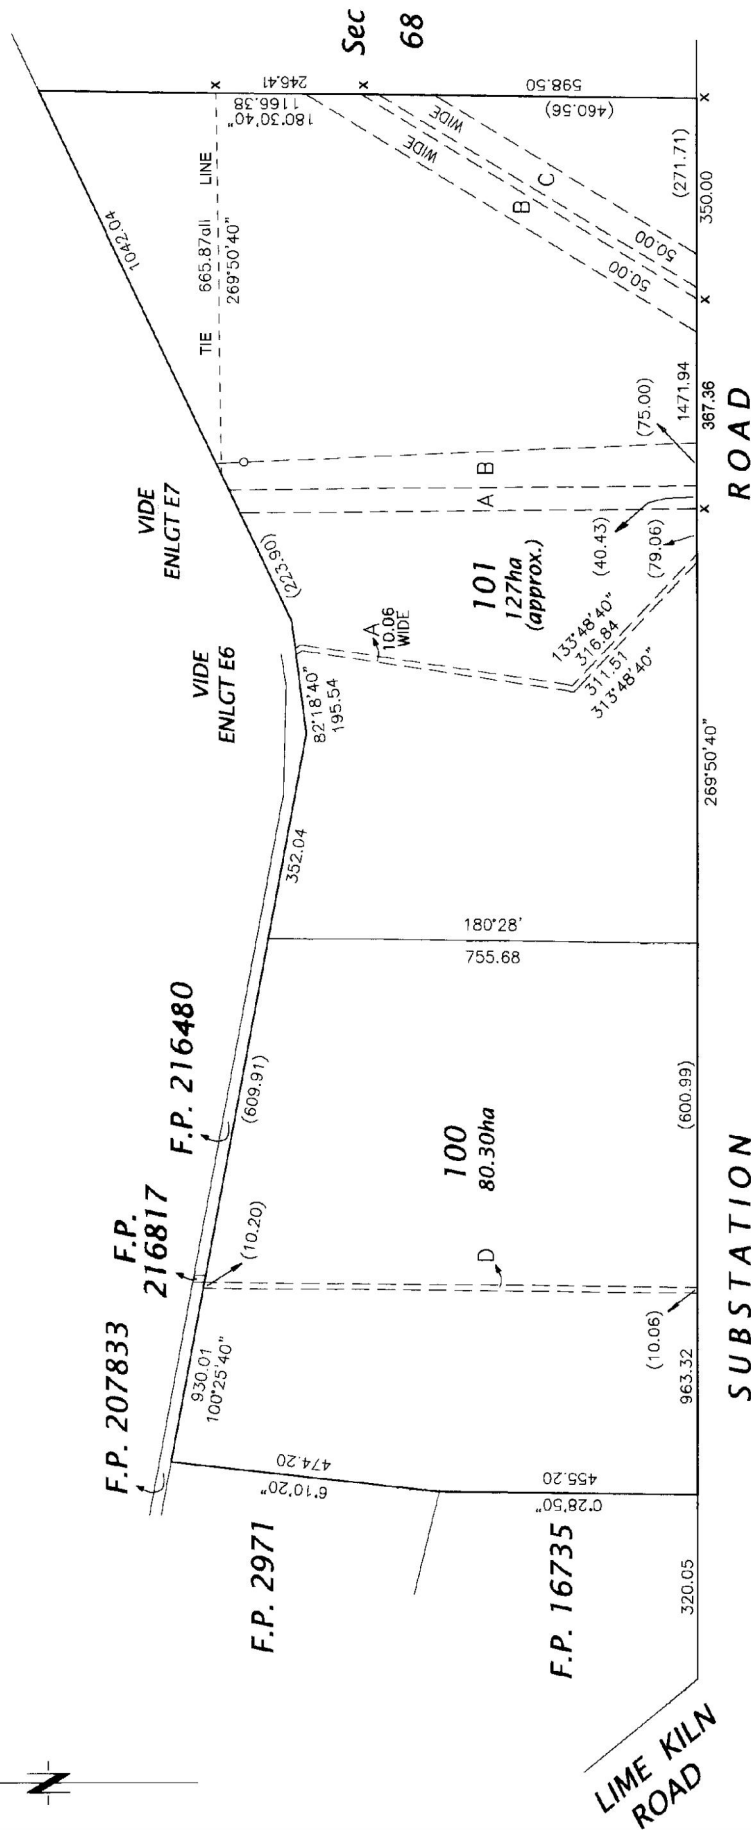 N
Sec
68
1042.04
TIE
665.87dli
LINE
269°50'40"
246.41
1166.38
180°30'40"
598.50
(460.56)
WIDE
WIDE
B
C
50.00
50.00
(271.71)
350.00
VIDE
ENLGT E7
(223.90)
VIDE
ENLGT E6
A
10.06
WIDE
82°18'40"
195.54
101
127ha
(approx.)
A
B
(75.00)
1471.94
367.36
(40.43)
(79.06)
133°48'40"
316.84
311.51
313°48'40"
269°50'40"
352.04
180°28'
755.68
F.P. 216480
(609.91)
F.P.
216817
(10.20)
100
80.30ha
D
(600.99)
(10.06)
963.32
F.P. 207833
930.01
100°25'40"
474.20
6°10'20"
455.20
0°28'50"
F.P. 2971
F.P. 16735
320.05
LIME KILN
ROAD
SUBSTATION
ROAD